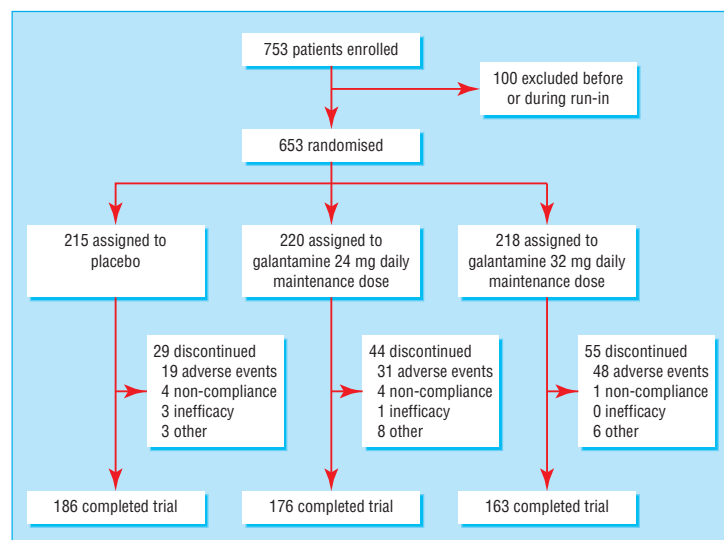 753 patients enrolled
100 excluded before
or during run-in
653 randomised
215 assigned to
placebo
220 assigned to
galantamine 24 mg daily
maintenance dose
218 assigned to
galantamine 32 mg daily
maintenance dose
29 discontinued
19 adverse events
4 non-compliance
3 inefficacy
3 other
44 discontinued
31 adverse events
4 non-compliance
1 inefficacy
8 other
55 discontinued
48 adverse events
1 non-compliance
0 inefficacy
6 other
186 completed trial
176 completed trial
163 completed trial